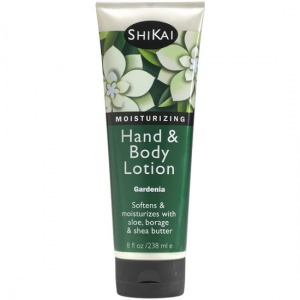 SHIKAI
MOISTURIZING
Hand &
Body
Lotion
Gardenia
Softens &
moisturizes with
aloe, borage
& shea butter
8 fl oz/238 ml e